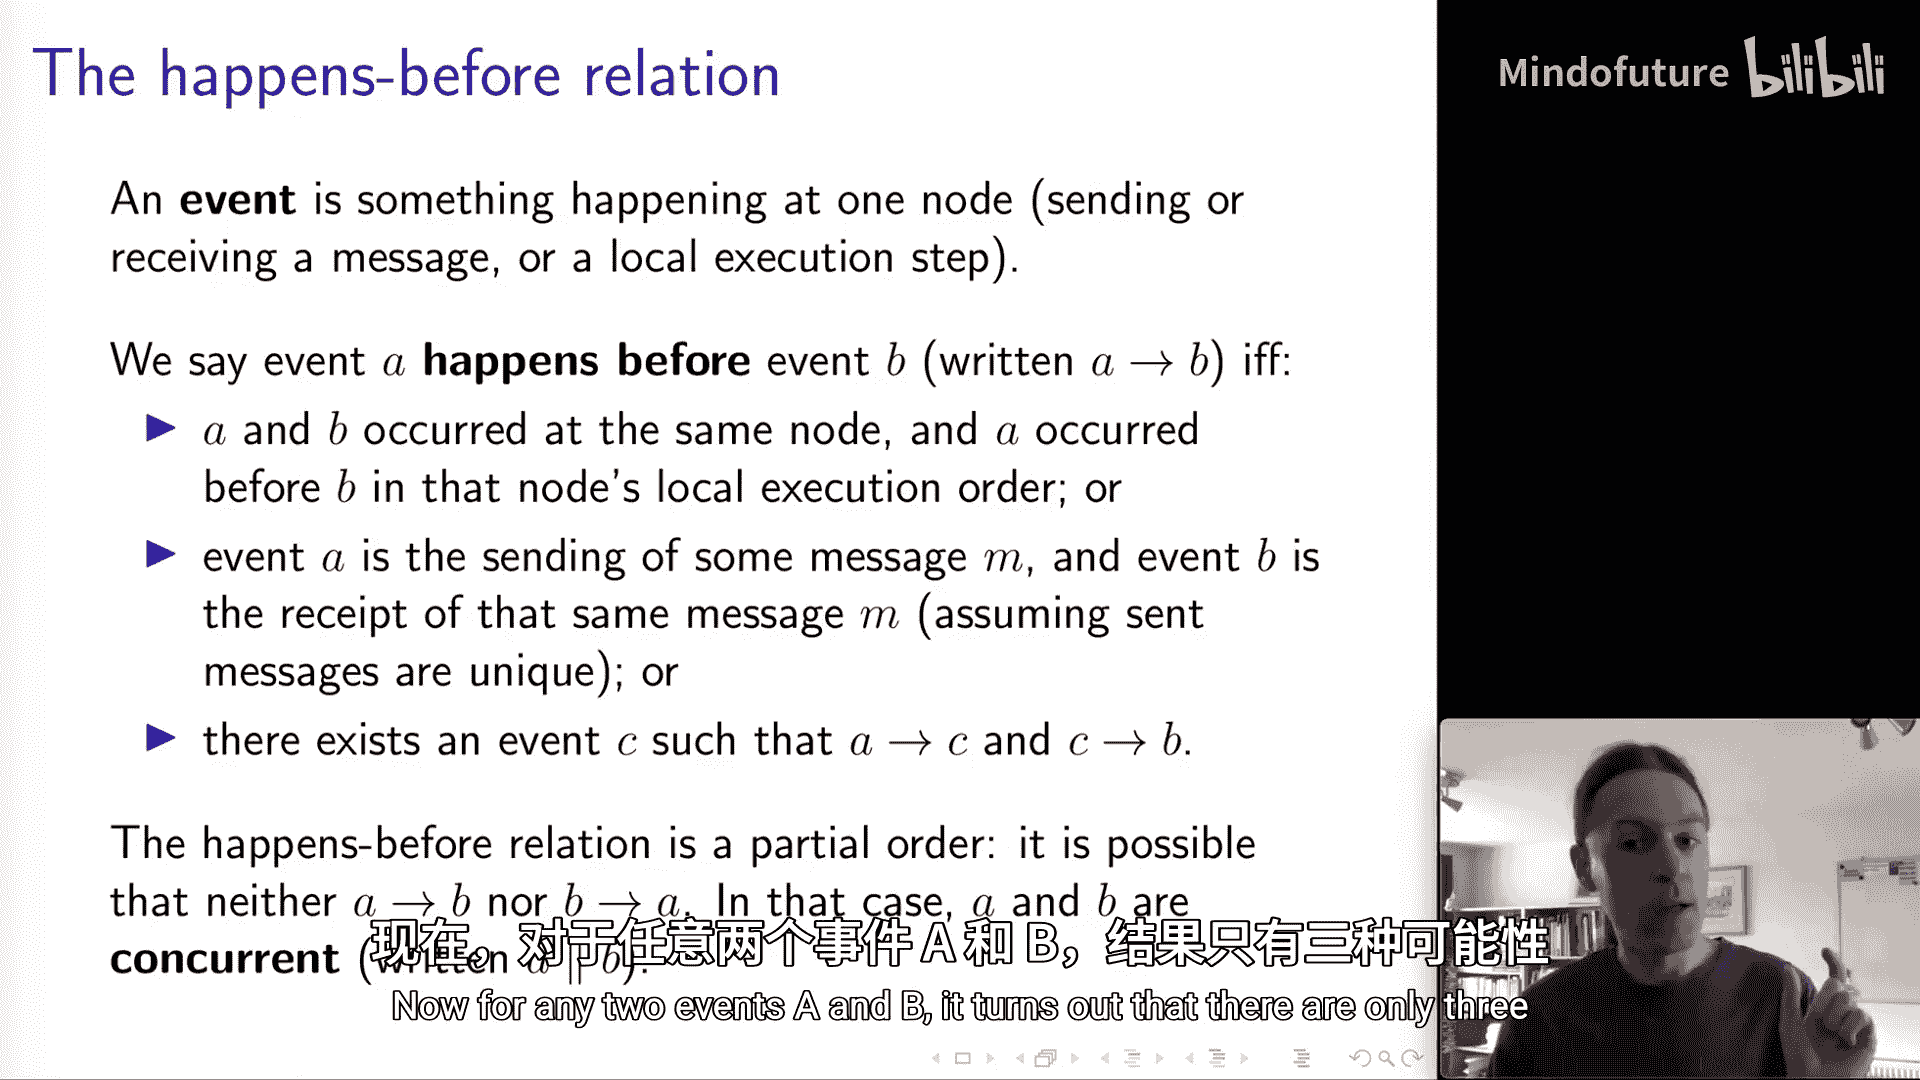 The happens-before relation
Mindofuture bilibili
An event is something happening at one node (sending or
receiving a message, or a local execution step).
We say event a happens before event b (written a → b) iff:
▶ a and b occurred at the same node, and a occurred
before b in that node's local execution order; or
▶ event a is the sending of some message m, and event b is
the receipt of that same message m (assuming sent
messages are unique); or
▶ there exists an event c such that a → c and c → b.
The happens-before relation is a partial order: it is possible
that neither a → b nor b → a. In that case, a and b are
concurrent (written a ∥ b).
现在，对于任意两个事件 A 和 B，结果只有三种可能性
Now for any two events A and B, it turns out that there are only three